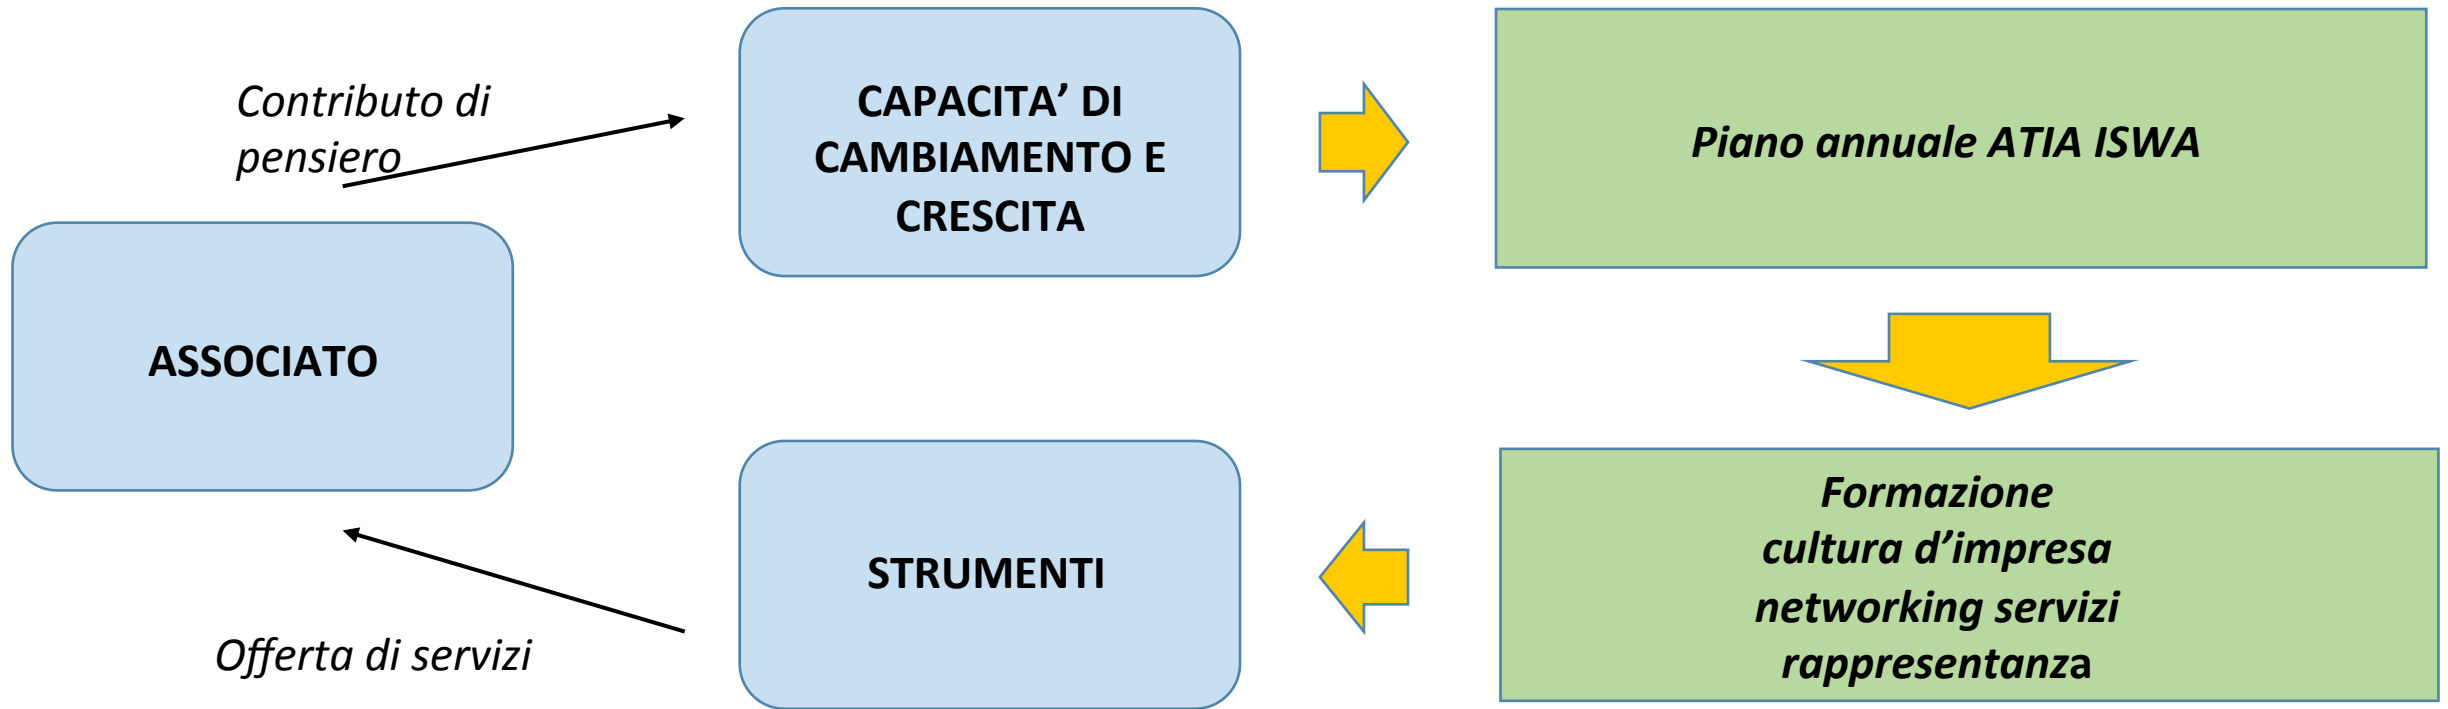 Contributo di
pensiero
CAPACITA’ DI
CAMBIAMENTO E
CRESCITA
Piano annuale ATIA ISWA
ASSOCIATO
STRUMENTI
Formazione
cultura d’impresa
networking servizi
rappresentanza
Offerta di servizi